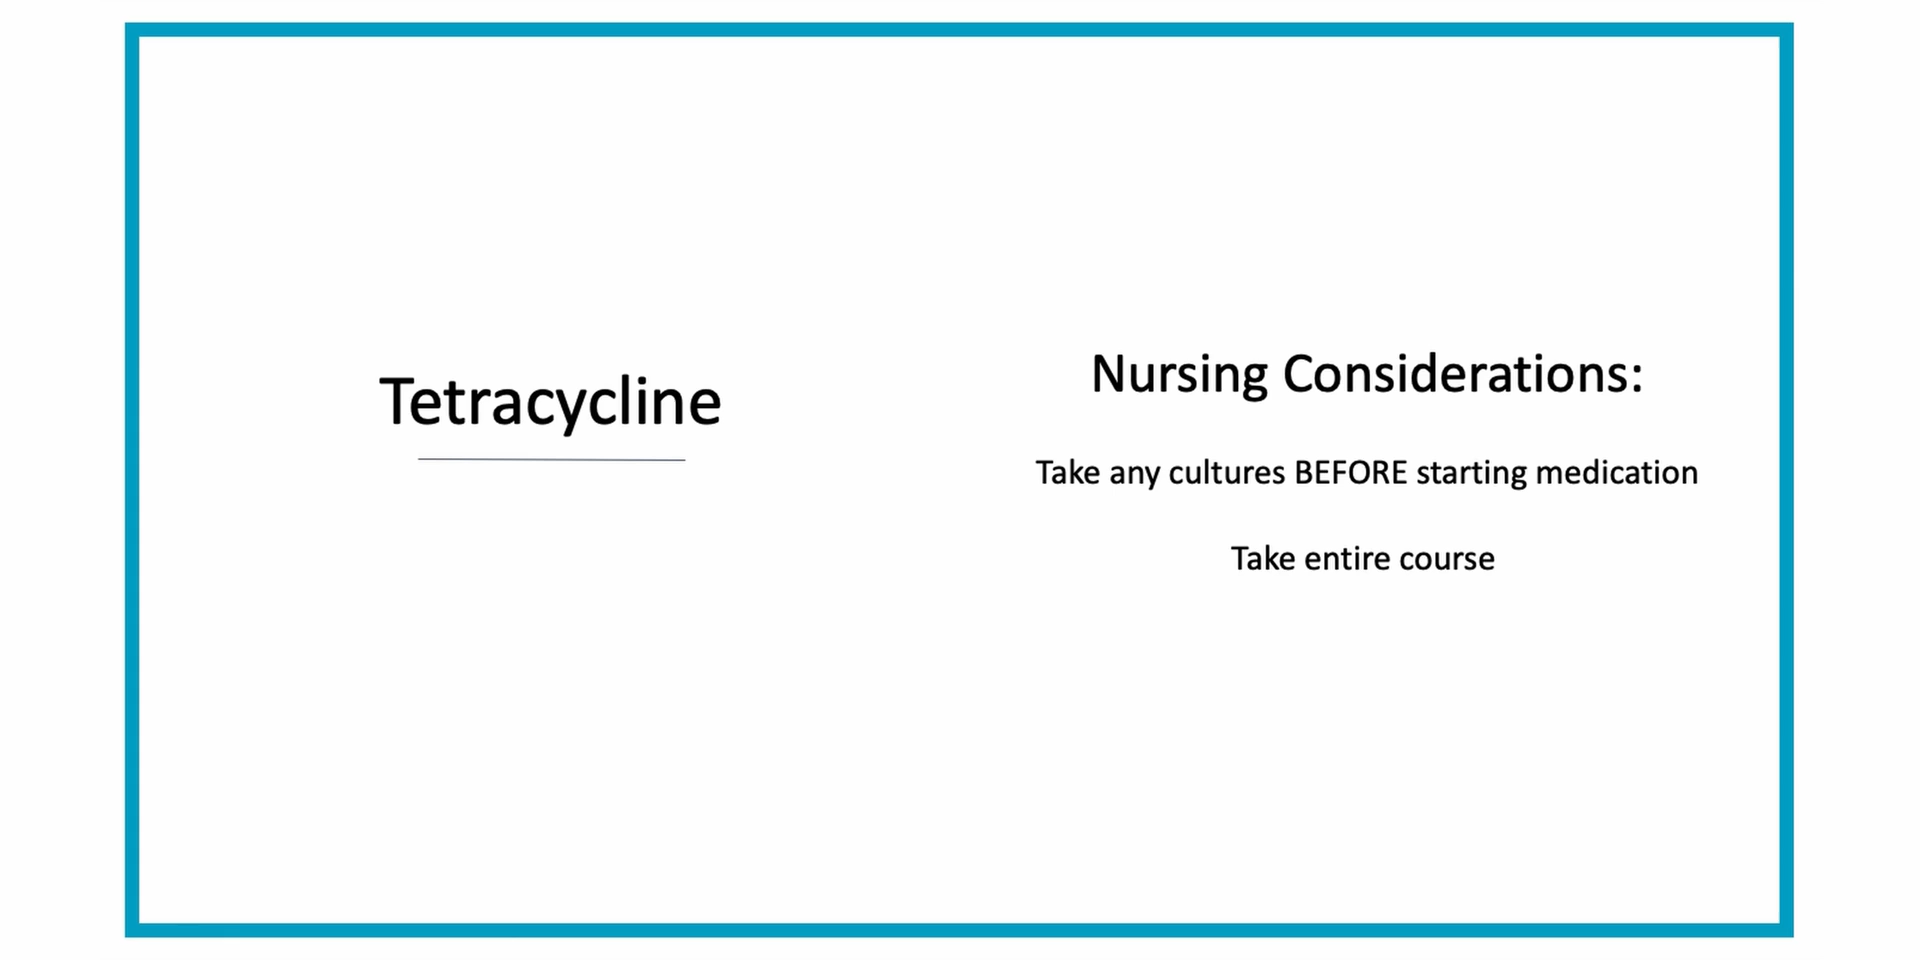 Tetracycline
Nursing Considerations:
Take any cultures BEFORE starting medication
Take entire course